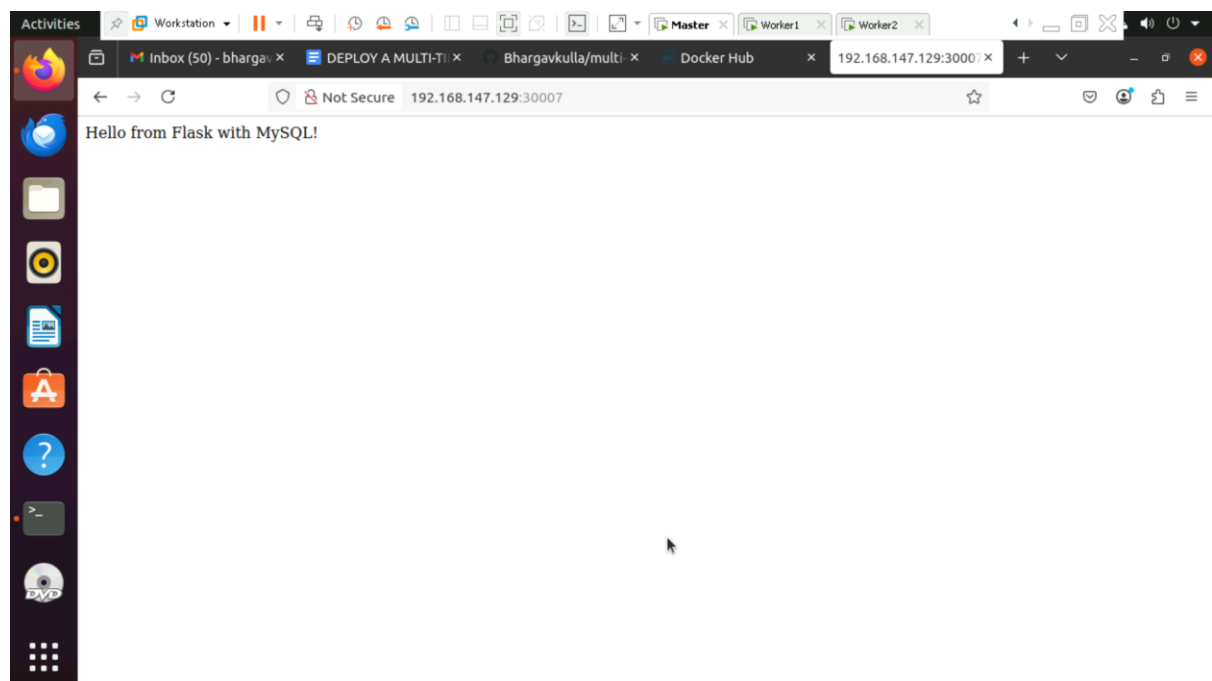 Activities Workstation Master Worker1 Worker2
Inbox (50) - bhargav DEPLOY A MULTI-TI Bhargavkulla/multi- Docker Hub 192.168.147.129:30007
Not Secure 192.168.147.129:30007
Hello from Flask with MySQL!
DVD